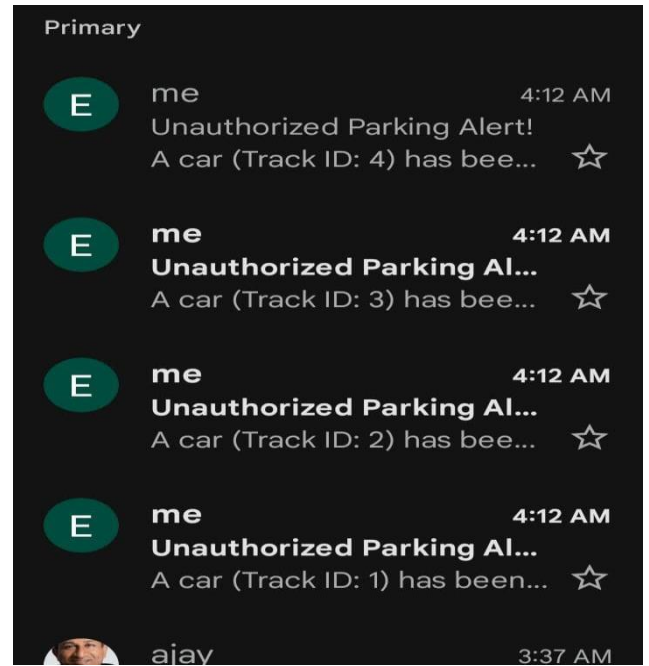 Primary
E
me 4:12 AM
Unauthorized Parking Alert!
A car (Track ID: 4) has bee...
E
me 4:12 AM
Unauthorized Parking Al...
A car (Track ID: 3) has bee...
E
me 4:12 AM
Unauthorized Parking Al...
A car (Track ID: 2) has bee...
E
me 4:12 AM
Unauthorized Parking Al...
A car (Track ID: 1) has been...
ajay 3:37 AM